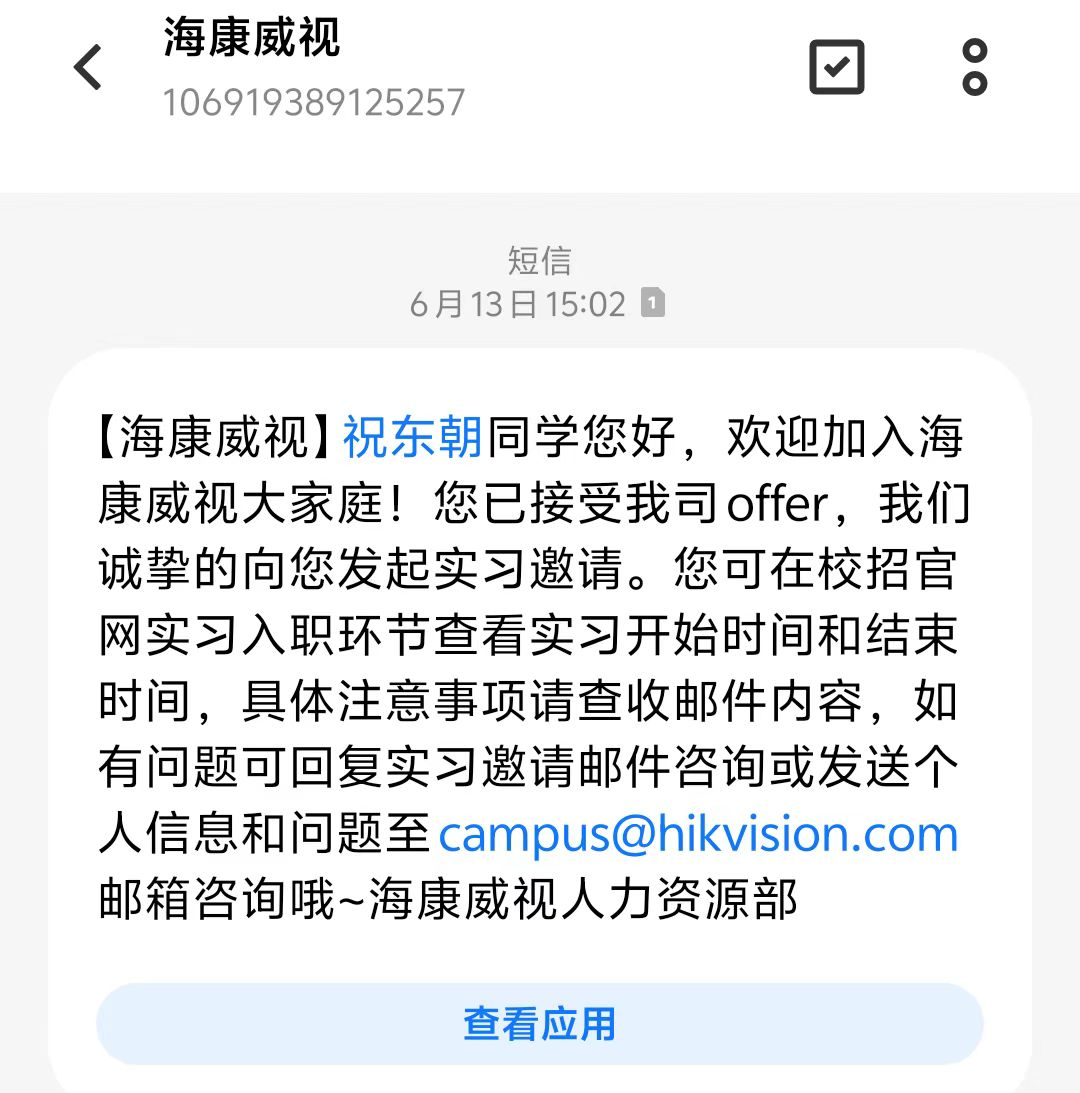 海康威视
106919389125257
短信
6月13日 15:02 1
【海康威视】祝东朝同学您好，欢迎加入海
康威视大家庭！您已接受我司offer，我们
诚挚的向您发起实习邀请。您可在校招官
网实习入职环节查看实习开始时间和结束
时间，具体注意事项请查收邮件内容，如
有问题可回复实习邀请邮件咨询或发送个
人信息和问题至campus@hikvision.com
邮箱咨询哦~海康威视人力资源部
查看应用